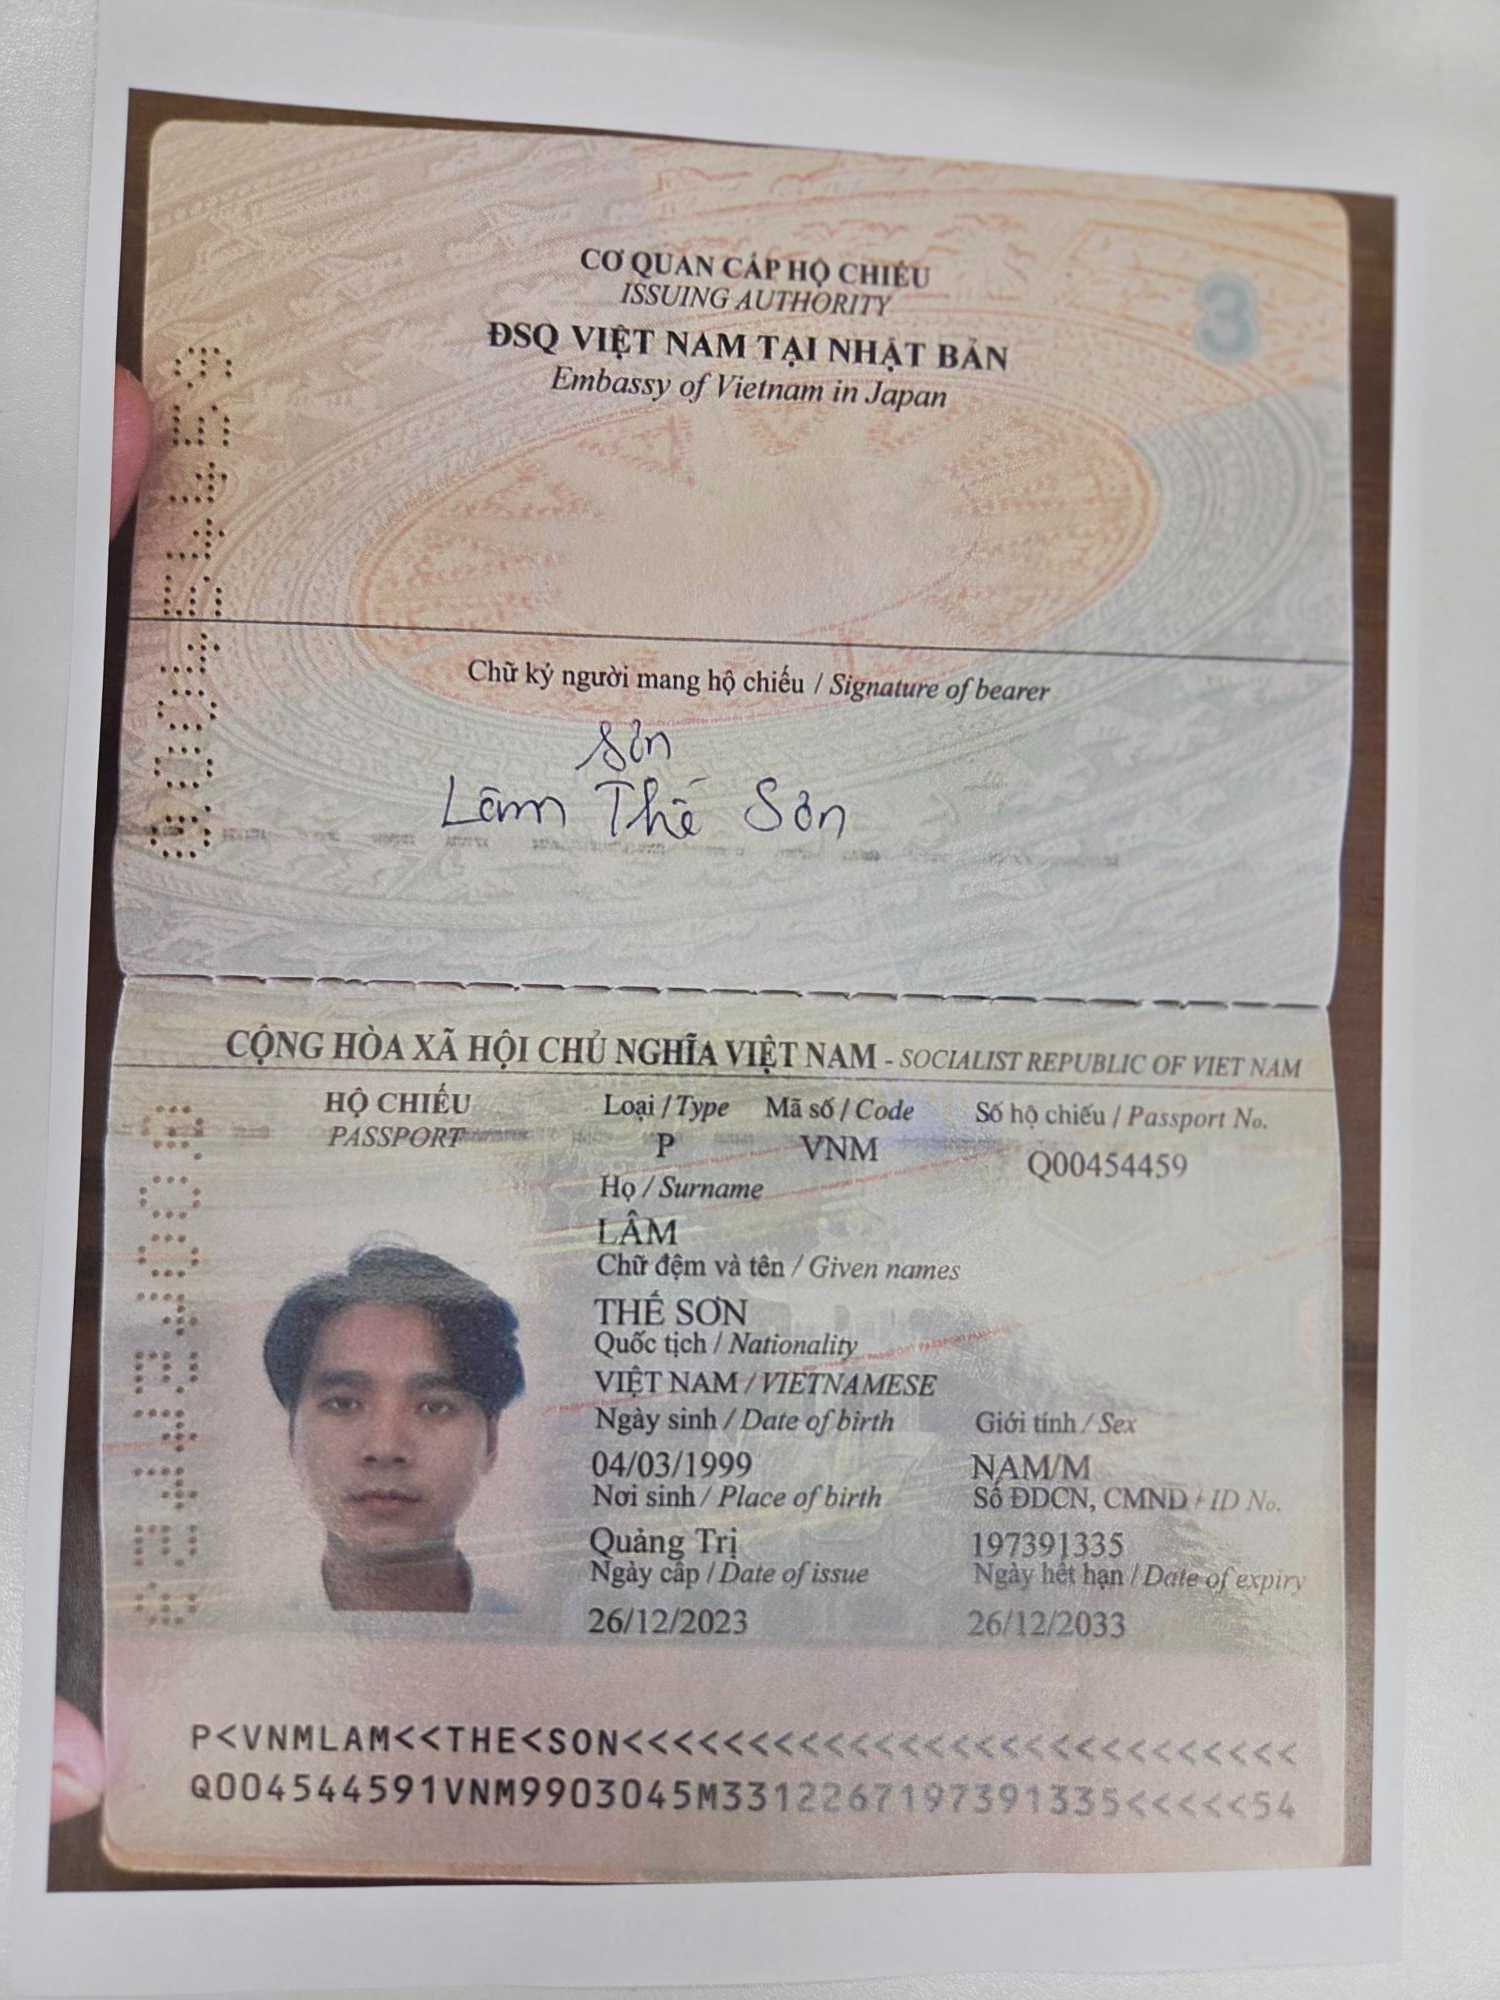 CƠ QUAN CẤP HỘ CHIẾU
ISSUING AUTHORITY
3
ĐSQ VIỆT NAM TẠI NHẬT BẢN
Embassy of Vietnam in Japan
Chữ ký người mang hộ chiếu / Signature of bearer
Sơn
Lâm Thế Sơn
Q00454459
CỘNG HÒA XÃ HỘI CHỦ NGHĨA VIỆT NAM - SOCIALIST REPUBLIC OF VIET NAM
HỘ CHIẾU Loại / Type Mã số / Code Số hộ chiếu / Passport No.
PASSPORT P VNM Q00454459
Họ / Surname
LÂM
Chữ đệm và tên / Given names
THẾ SƠN
Quốc tịch / Nationality
VIỆT NAM / VIETNAMESE
Ngày sinh / Date of birth Giới tính / Sex
04/03/1999 NAM/M
Nơi sinh / Place of birth Số ĐDCN, CMND / ID No.
Quảng Trị 197391335
Ngày cấp / Date of issue Ngày hết hạn / Date of expiry
26/12/2023 26/12/2033
Q00454459
P<VNMLAM<<THE<SON<<<<<<<<<<<<<<<<<<<<<<<<<<<
Q004544591VNM9903045M3312267197391335<<<<<54